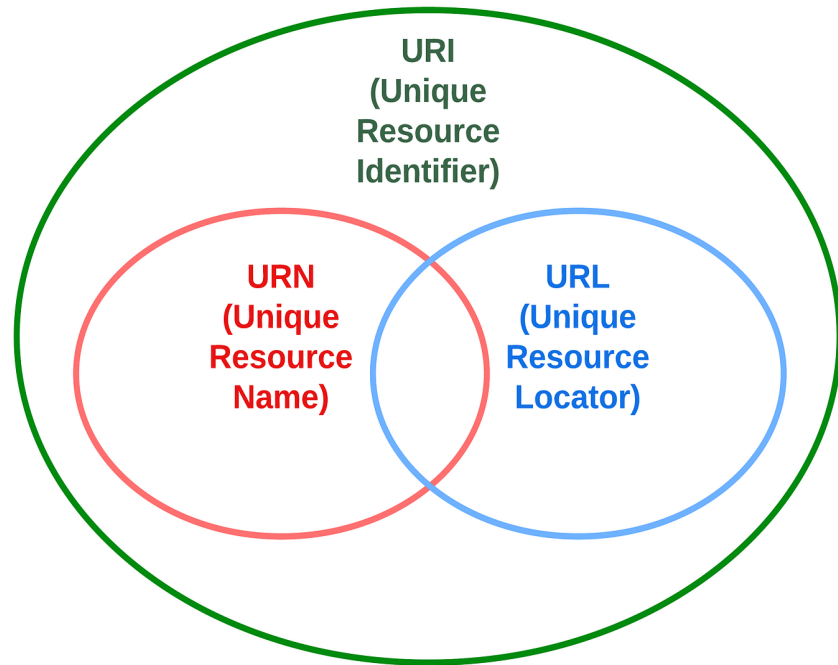 URI
(Unique
Resource
Identifier)
URN
(Unique
Resource
Name)
URL
(Unique
Resource
Locator)